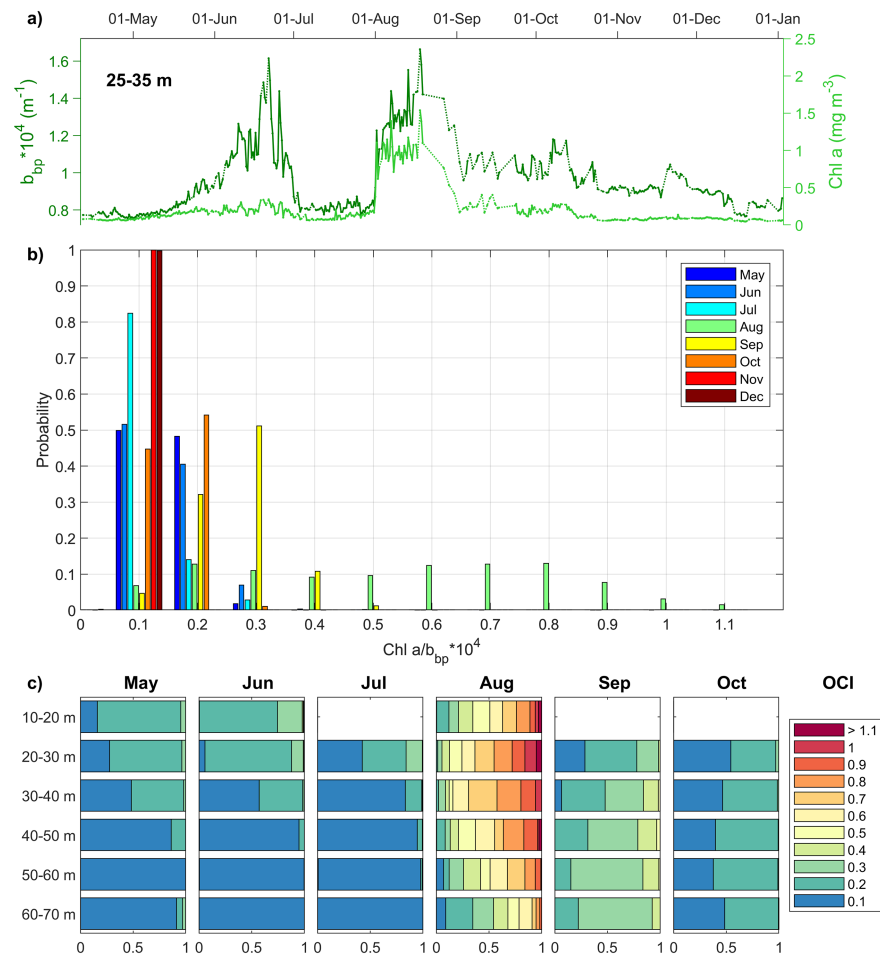 a)
01-May 01-Jun 01-Jul 01-Aug 01-Sep 01-Oct 01-Nov 01-Dec 01-Jan
25-35 m
b_bp*10^4 (m^-1)
1.6
1.4
1.2
1
0.8
Chl a (mg m^-3)
2.5
2
1.5
1
0.5
0
b)
Probability
1
0.9
0.8
0.7
0.6
0.5
0.4
0.3
0.2
0.1
0
May
Jun
Jul
Aug
Sep
Oct
Nov
Dec
0 0.1 0.2 0.3 0.4 0.5 0.6 0.7 0.8 0.9 1 1.1
Chl a/b_bp*10^4
c) May Jun Jul Aug Sep Oct OCI
10-20 m
20-30 m
30-40 m
40-50 m
50-60 m
60-70 m
> 1.1
1
0.9
0.8
0.7
0.6
0.5
0.4
0.3
0.2
0.1
0 0.5 1 0 0.5 1 0 0.5 1 0 0.5 1 0 0.5 1 0 0.5 1